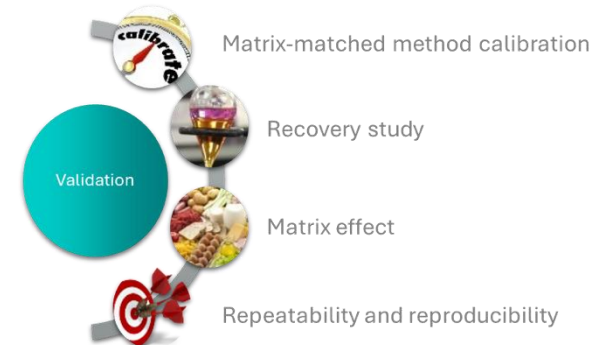 calibrate
Matrix-matched method calibration
Recovery study
Validation
Matrix effect
Repeatability and reproducibility